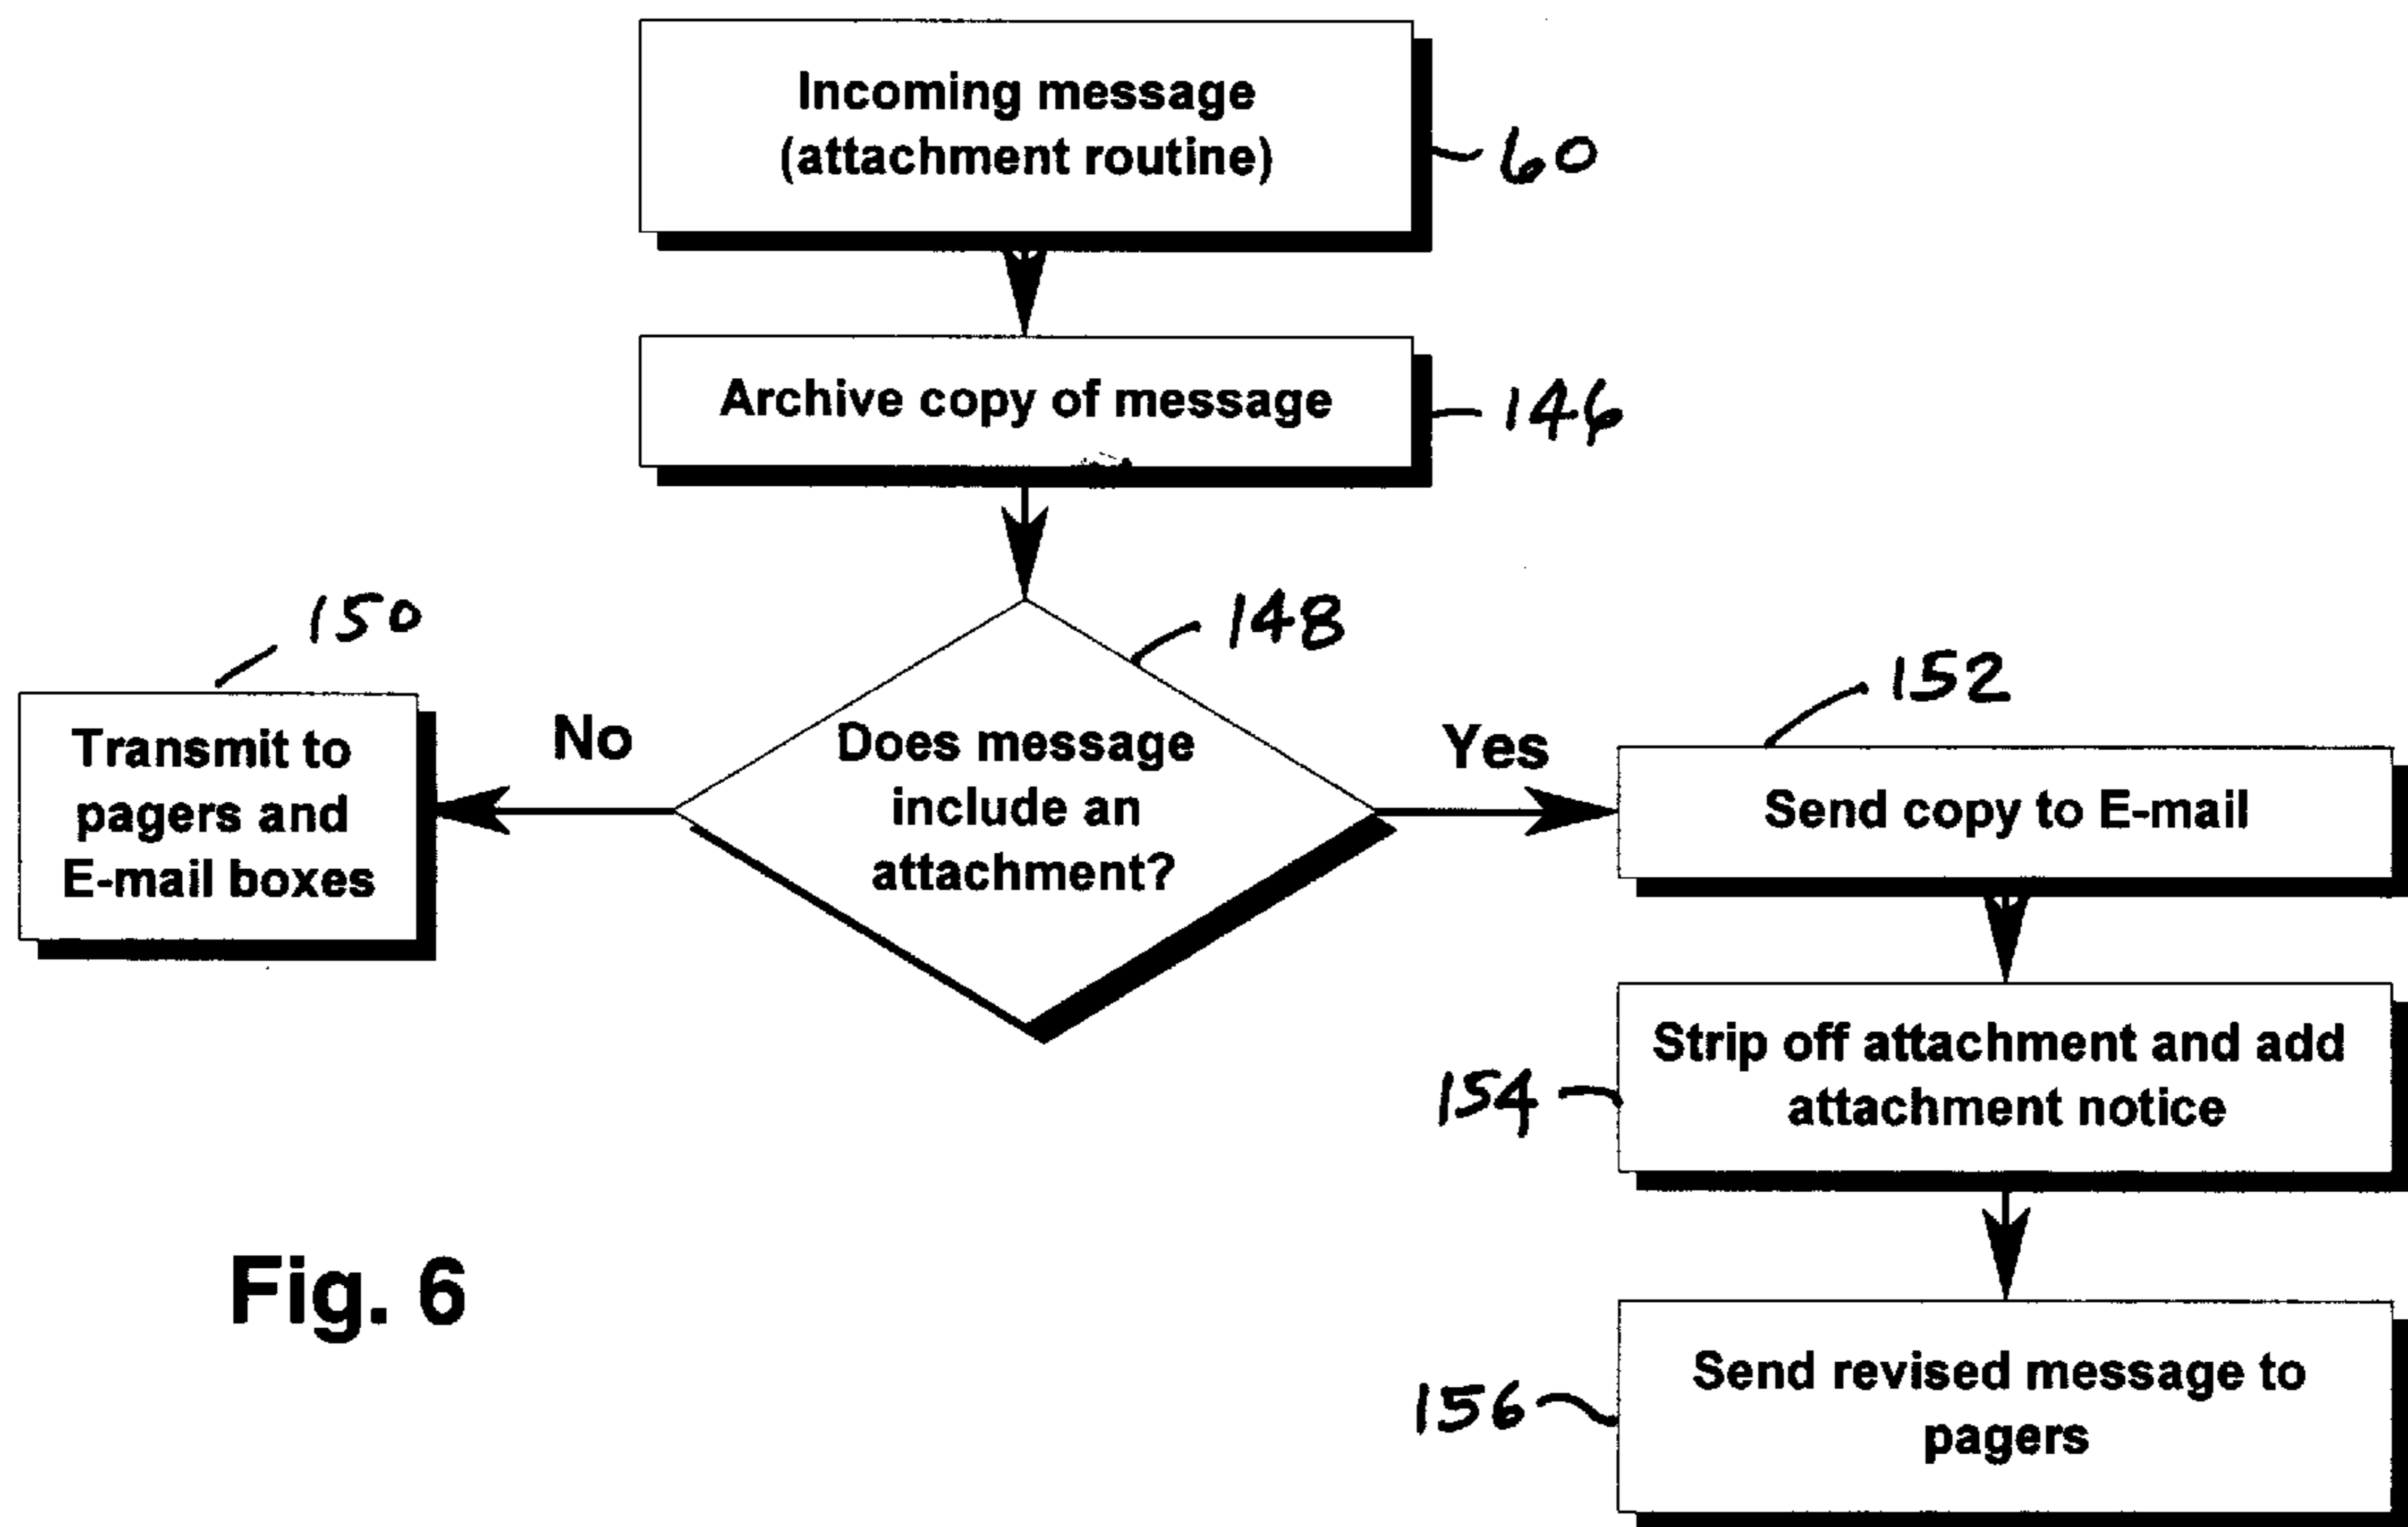 Incoming message
(attachment routine)
60
Archive copy of message
146
148
Does message
include an
attachment?
No
150
Transmit to
pagers and
E-mail boxes
Yes
152
Send copy to E-mail
154
Strip off attachment and add
attachment notice
156
Send revised message to
pagers
Fig. 6